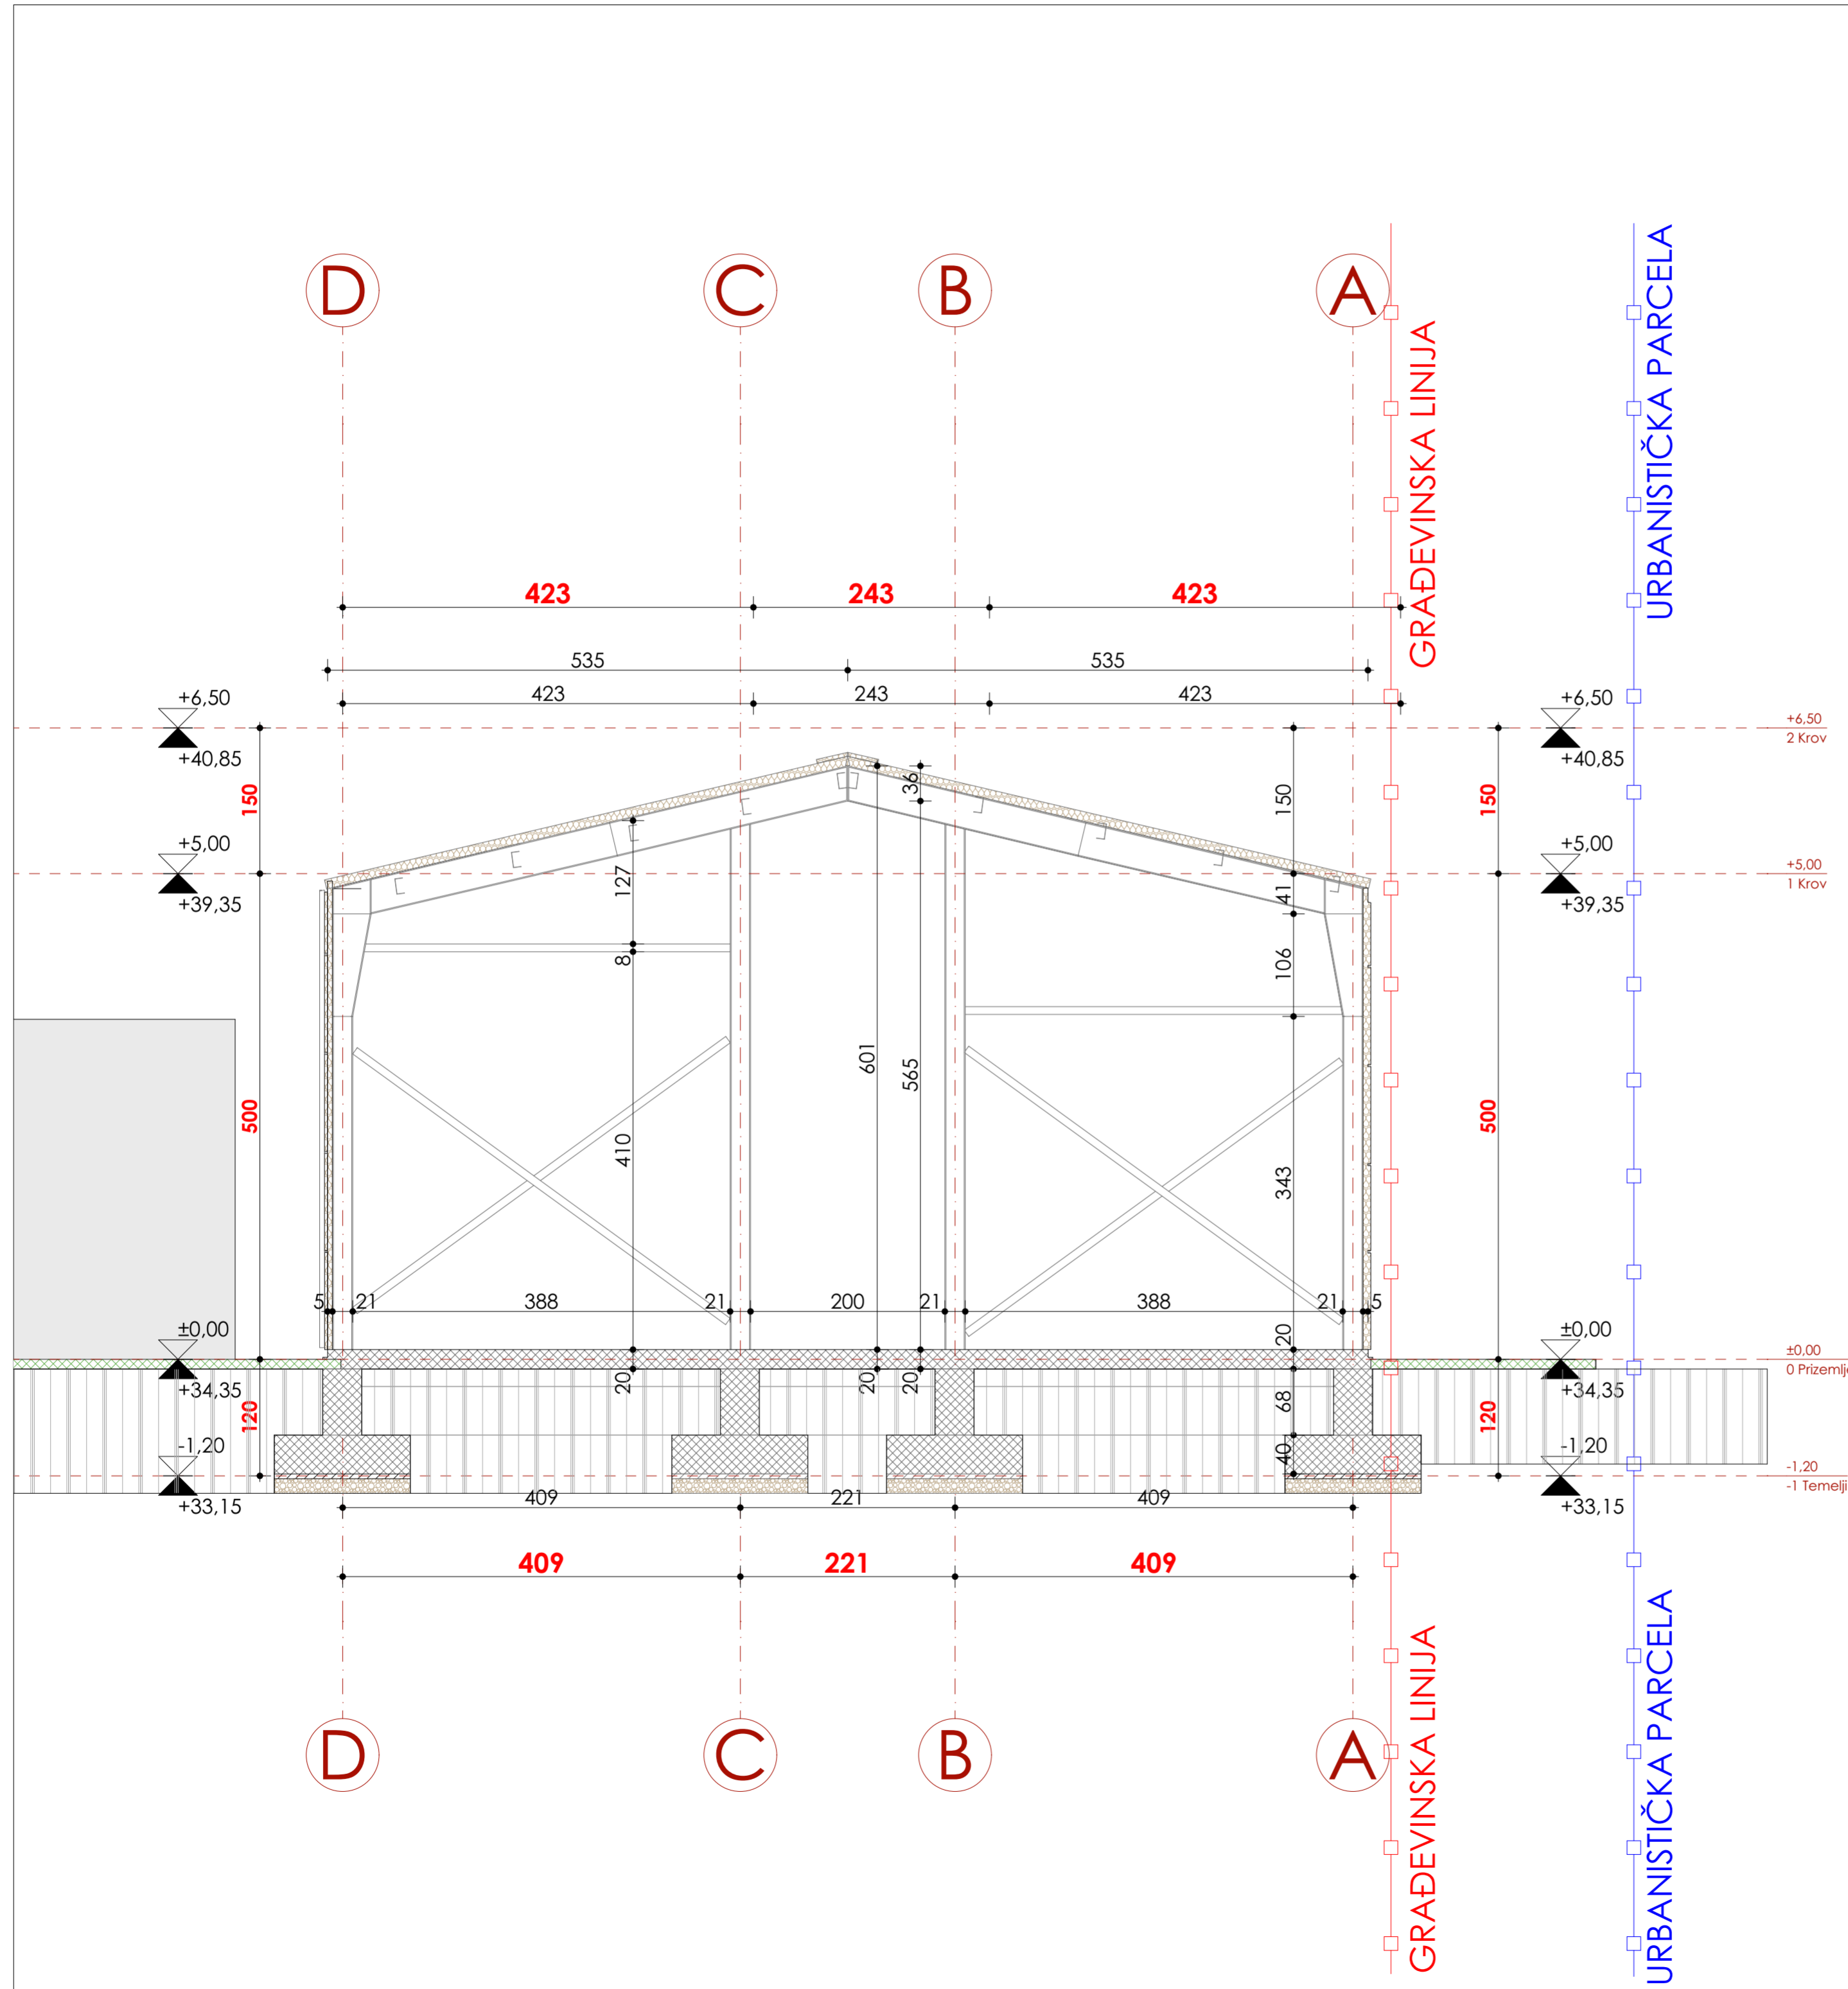 D C B A
GRAĐEVINSKA LINIJA
URBANISTIČKA PARCELA
423 243 423
535 535
423 243 423
+6,50
+40,85
+6,50
+40,85
+6,50
2 Krov
150
36
150
150
+5,00
+39,35
+5,00
+39,35
+5,00
1 Krov
127
41
8
106
500
410
601
565
343
500
5 21 388 21 200 21 388 21 5
20
±0,00
+34,35
±0,00
+34,35
±0,00
0 Prizemlje
20 20 20
120
68
120
40
-1,20
+33,15
-1,20
+33,15
-1,20
-1 Temelji
409 221 409
409 221 409
GRAĐEVINSKA LINIJA
URBANISTIČKA PARCELA
D C B A